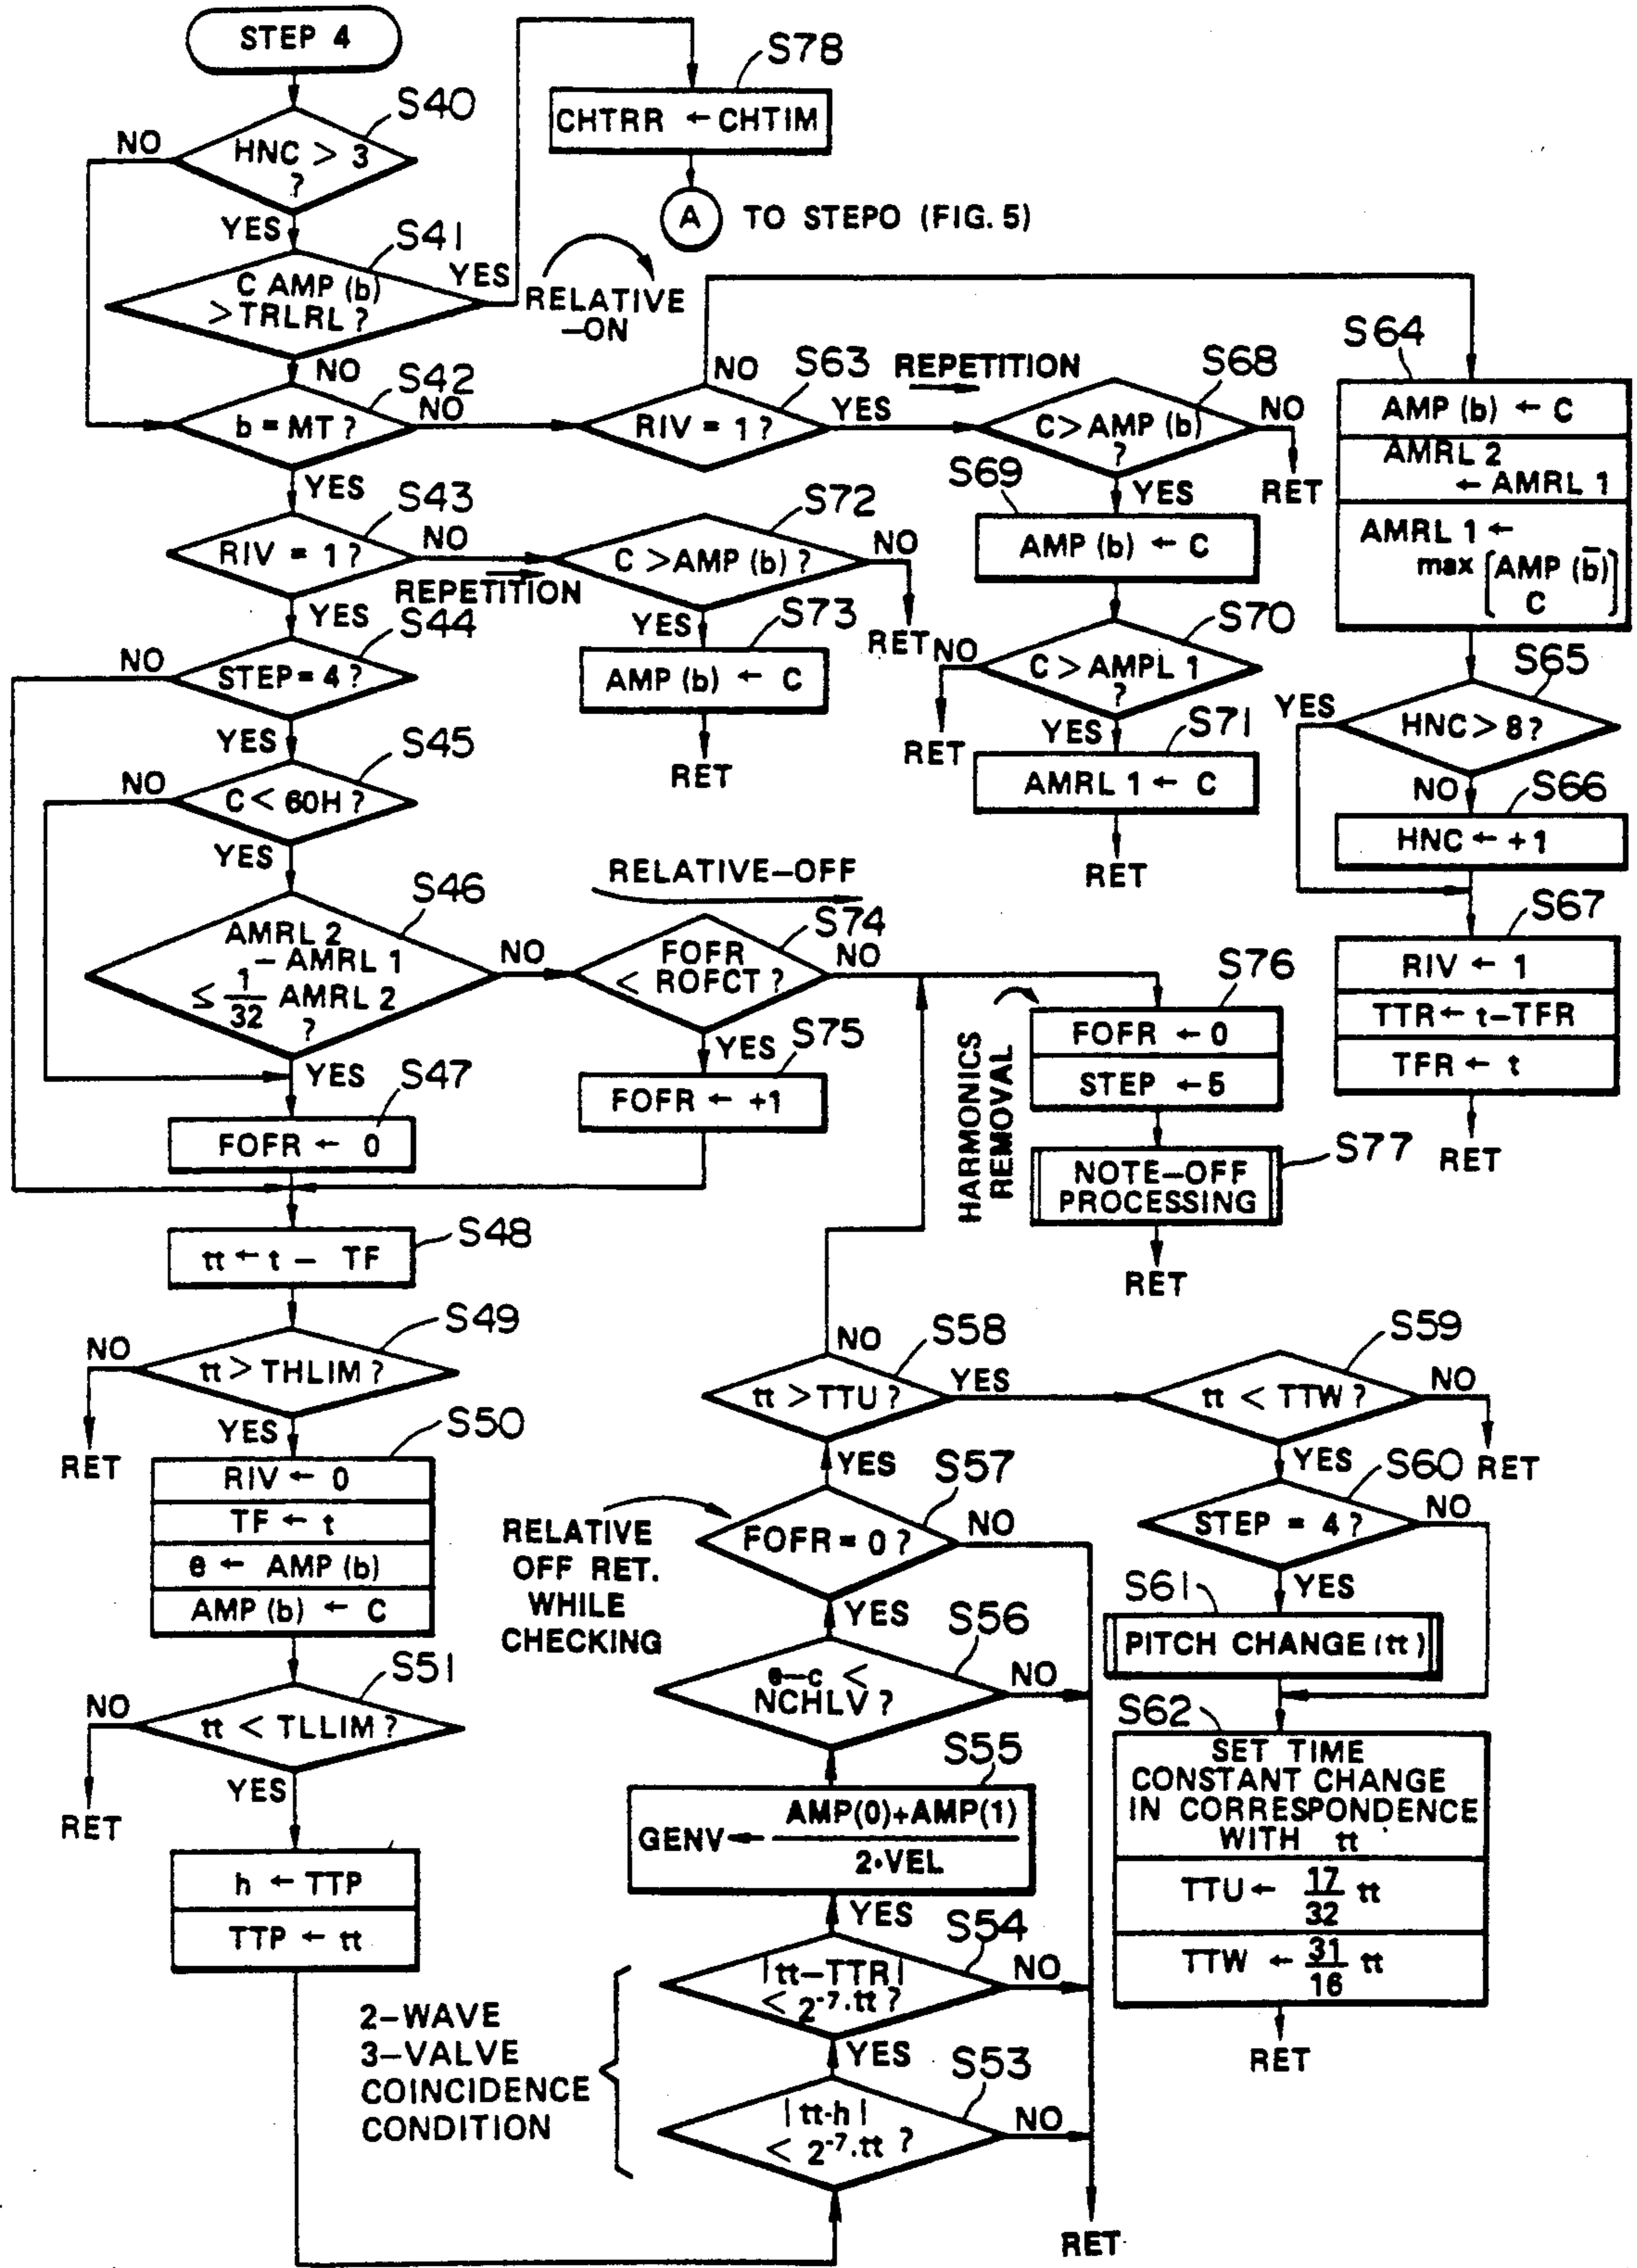 STEP 4
S40
HNC > 3
?
NO
YES
S41
C AMP (b)
> TRLRL ?
YES
NO
S78
CHTRR ← CHTIM
A
TO STEPO (FIG. 5)
RELATIVE
-ON
S42
b = MT ?
NO
YES
S63
RIV = 1 ?
NO
YES
REPETITION
S68
C > AMP (b)
?
NO
RET
YES
S69
AMP (b) ← C
S70
C > AMPL 1
?
NO
RET
YES
S71
AMRL 1 ← C
RET
S64
AMP (b) ← C
AMRL 2
← AMRL 1
AMRL 1 ←
max [AMP (b̄)
C]
S65
HNC > 8 ?
YES
NO
S66
HNC ← +1
S67
RIV ← 1
TTR ← t-TFR
TFR ← t
RET
S43
RIV = 1 ?
NO
REPETITION
YES
S72
C > AMP (b) ?
NO
RET
YES
S73
AMP (b) ← C
RET
S44
STEP = 4 ?
NO
YES
S45
C < 60H ?
NO
YES
S46
AMRL 2
- AMRL 1
≤ 1/32 AMRL 2
?
NO
YES
RELATIVE-OFF
S74
FOFR
< ROFCT ?
NO
YES
S75
FOFR ← +1
S47
FOFR ← 0
HARMONICS
REMOVAL
S76
FOFR ← 0
STEP ← 5
S77
NOTE-OFF
PROCESSING
RET
S48
tt ← t - TF
S49
tt > THLIM ?
NO
RET
YES
S50
RIV ← 0
TF ← t
e ← AMP (b)
AMP (b) ← C
S51
tt < TLLIM ?
NO
RET
YES
h ← TTP
TTP ← tt
2-WAVE
3-VALVE
COINCIDENCE
CONDITION
S53
|tt-h|
< 2⁻⁷.tt ?
NO
YES
S54
|tt-TTR|
< 2⁻⁷.tt ?
NO
YES
S55
GENV ← AMP(0)+AMP(1)
2·VEL
S56
e-c <
NCHLV ?
NO
YES
RELATIVE
OFF RET.
WHILE
CHECKING
S57
FOFR = 0 ?
NO
YES
RET
S58
tt > TTU ?
NO
YES
S59
tt < TTW ?
NO
RET
YES
S60
STEP = 4 ?
NO
YES
S61
PITCH CHANGE (tt)
S62
SET TIME
CONSTANT CHANGE
IN CORRESPONDENCE
WITH tt
TTU ← 17/32 tt
TTW ← 31/16 tt
RET